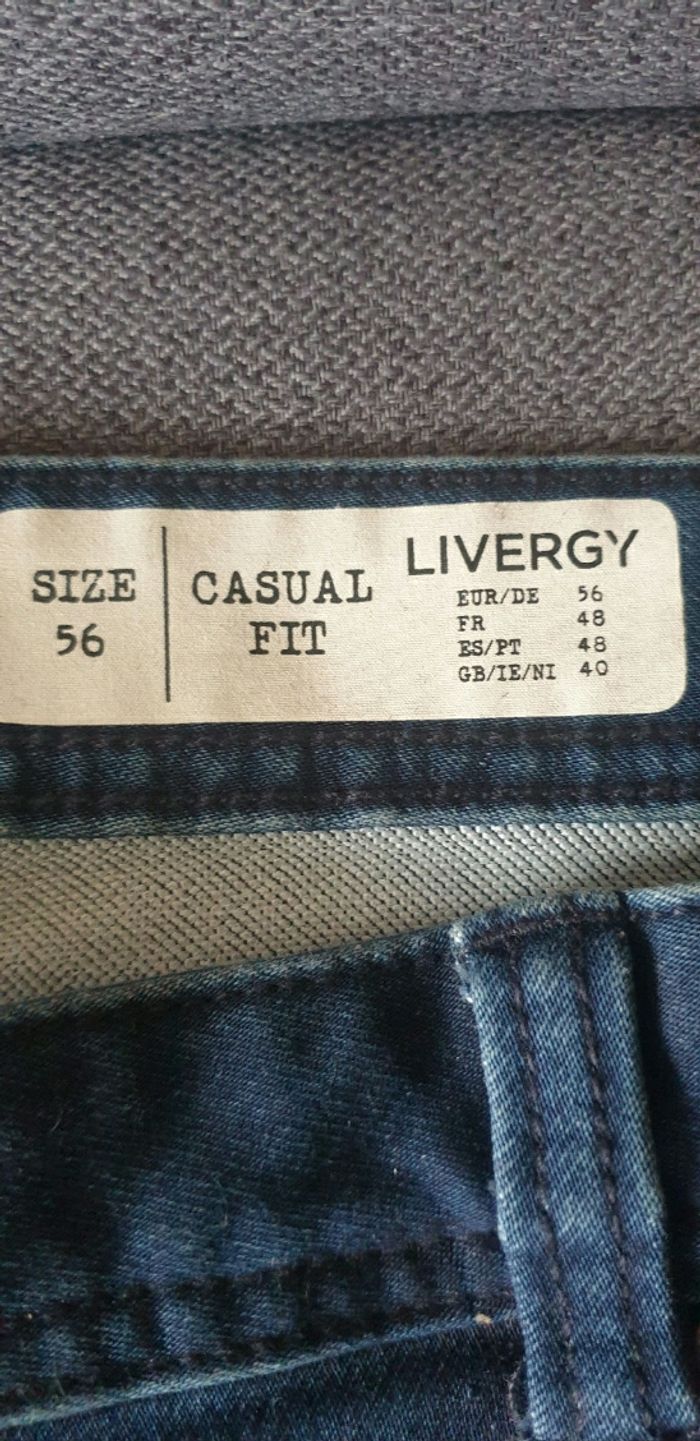 SIZE
56
CASUAL
FIT
LIVERGY
EUR/DE 56
FR 48
ES/PT 48
GB/IE/NI 40